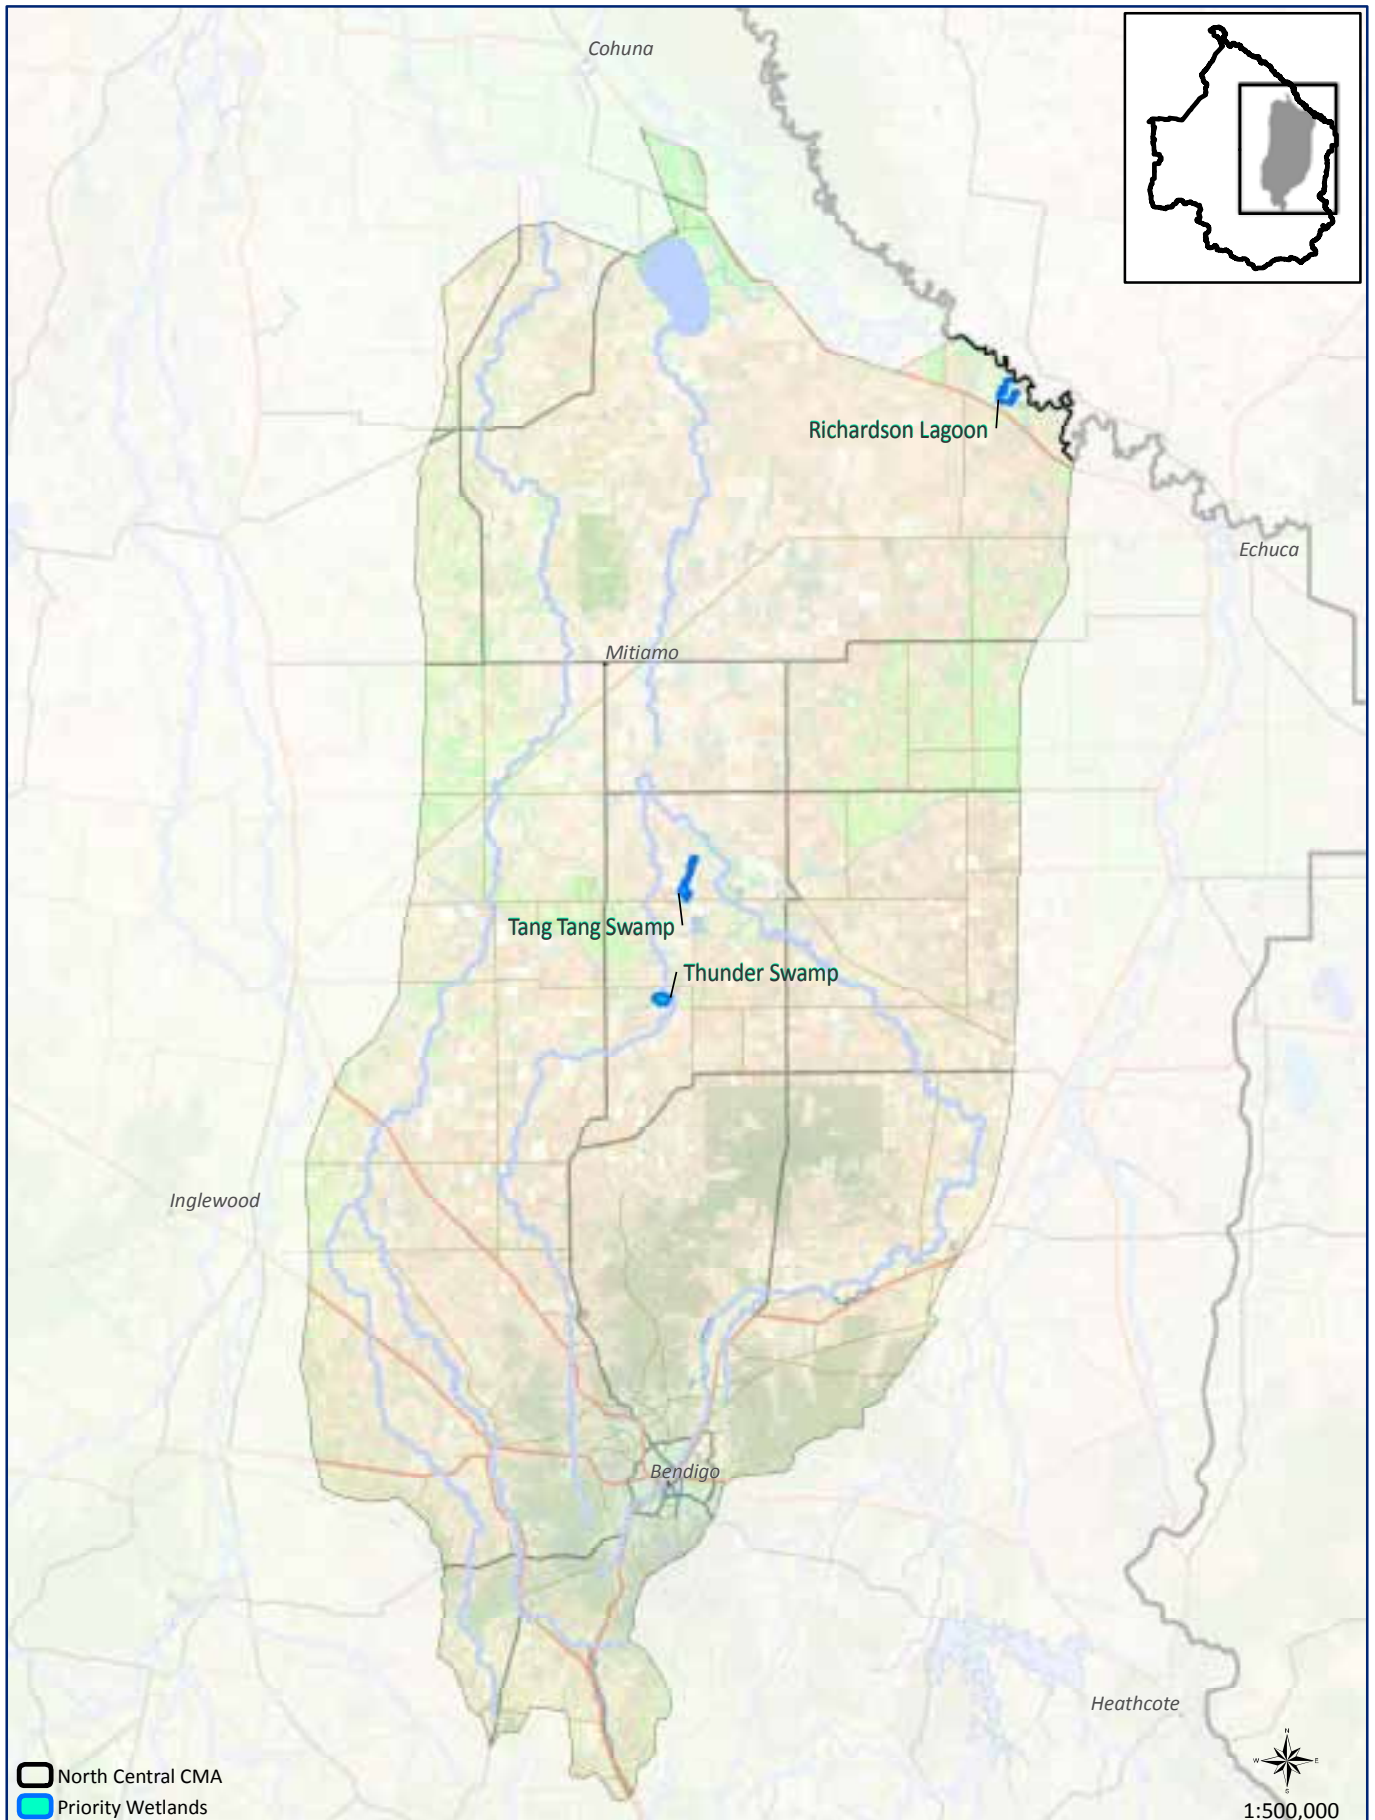 Cohuna
Richardson Lagoon
Echuca
Mitiamo
Tang Tang Swamp
Thunder Swamp
Inglewood
Bendigo
Heathcote
N
W E
S
North Central CMA
Priority Wetlands
1:500,000